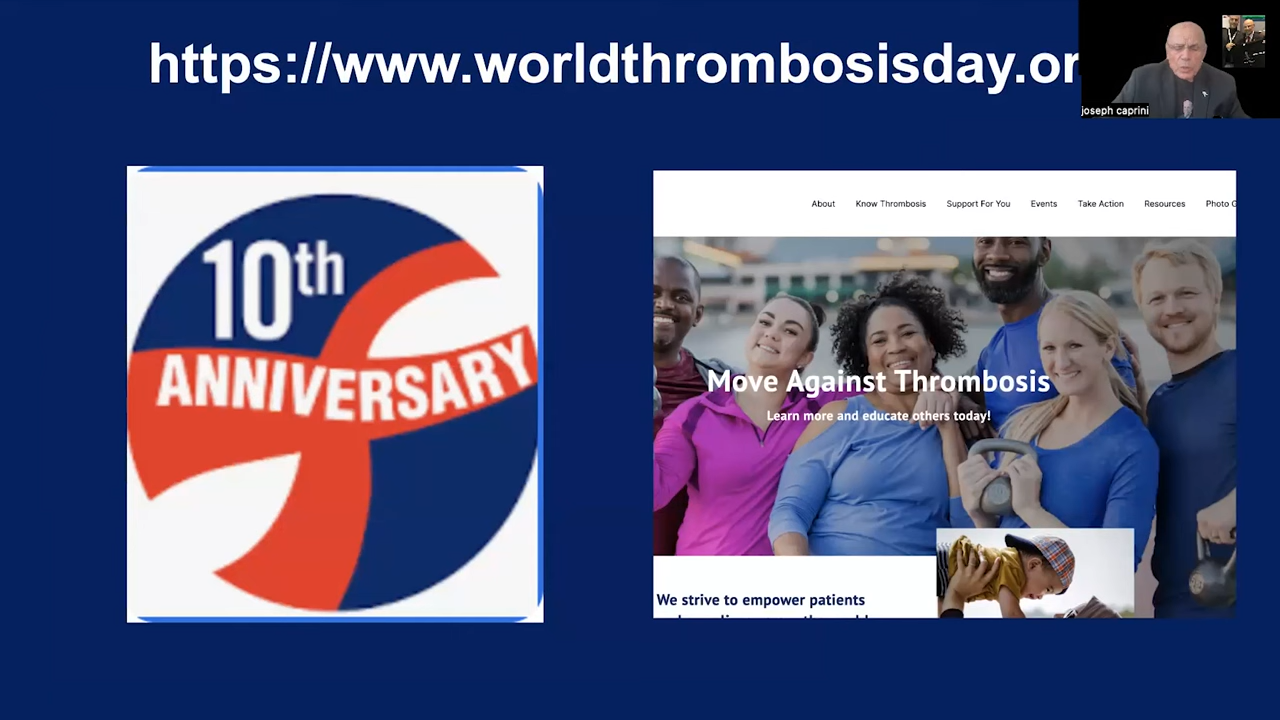 https://www.worldthrombosisday.or
joseph caprini
10th
ANNIVERSARY
About Know Thrombosis Support For You Events Take Action Resources Photo
Move Against Thrombosis
Learn more and educate others today!
We strive to empower patients